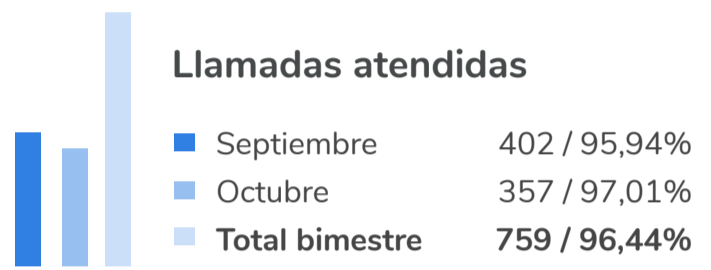 Llamadas atendidas
Septiembre 402 / 95,94%
Octubre 357 / 97,01%
Total bimestre 759 / 96,44%